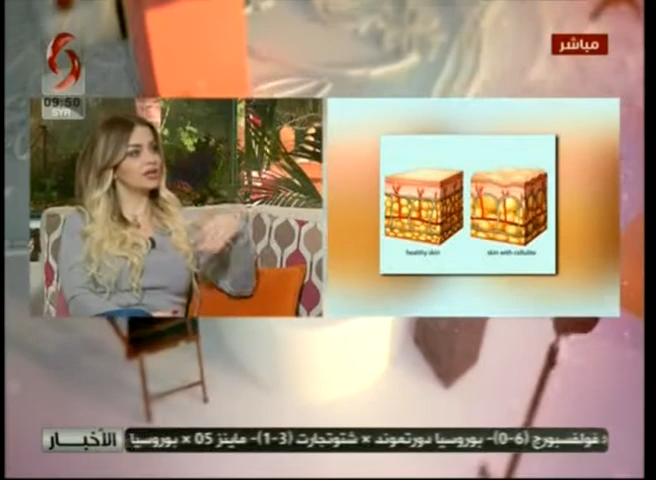 مباشر
09:50
SYR
healthy skin
skin with cellulite
الأخبار
فولفسبورج (6-0)- بوروسيا دورتموند × شتوتجارت (3-1)- ماينز 05 × بوروسيا